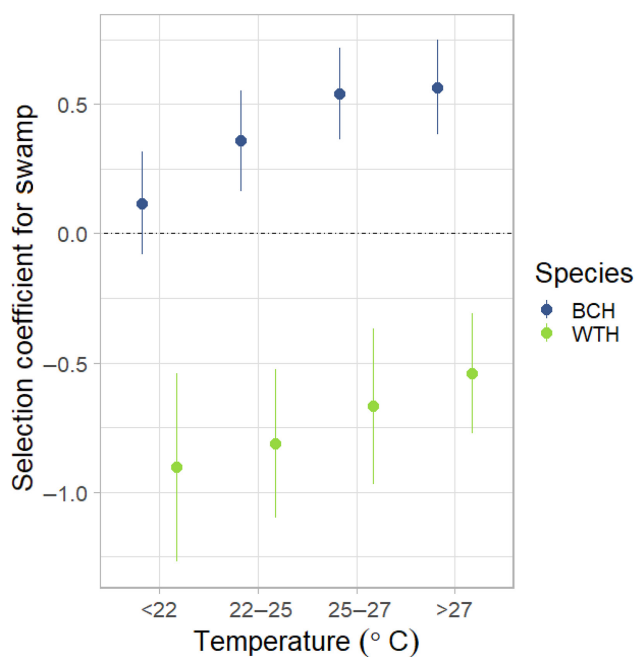 Selection coefficient for swamp
0.5
0.0
–0.5
–1.0
<22
22–25
25–27
>27
Temperature (° C)
Species
BCH
WTH